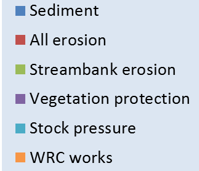 Sediment
All erosion
Streambank erosion
Vegetation protection
Stock pressure
WRC works